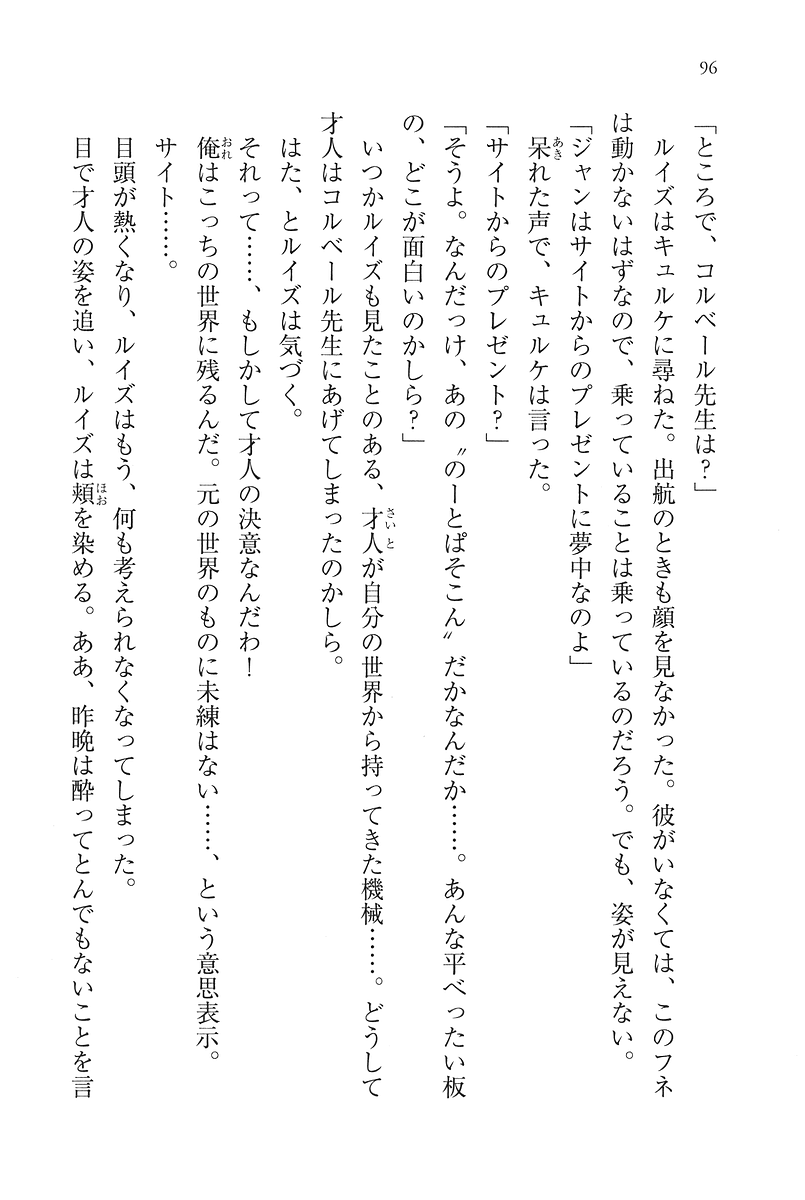 96
「ところで、コルベール先生は？」
　ルイズはキュルケに尋ねた。出航のときも顔を見なかった。彼がいなくては、このフネ
は動かないはずなので、乗っていることは乗っているのだろう。でも、姿が見えない。
「ジャンはサイトからのプレゼントに夢中なのよ」
　呆れた声で、キュルケは言った。
「サイトからのプレゼント？」
「そうよ。なんだっけ、あの〝のーとぱそこん〟だかなんだか……。あんな平べったい板
の、どこが面白いのかしら？」
　いつかルイズも見たことのある、才人が自分の世界から持ってきた機械……。どうして
才人はコルベール先生にあげてしまったのかしら。
　はた、とルイズは気づく。
　それって……、もしかして才人の決意なんだわ！
　俺はこっちの世界に残るんだ。元の世界のものに未練はない……、という意思表示。
　サイト……。
　目頭が熱くなり、ルイズはもう、何も考えられなくなってしまった。
　目で才人の姿を追い、ルイズは頬を染める。ああ、昨晩は酔ってとんでもないことを言